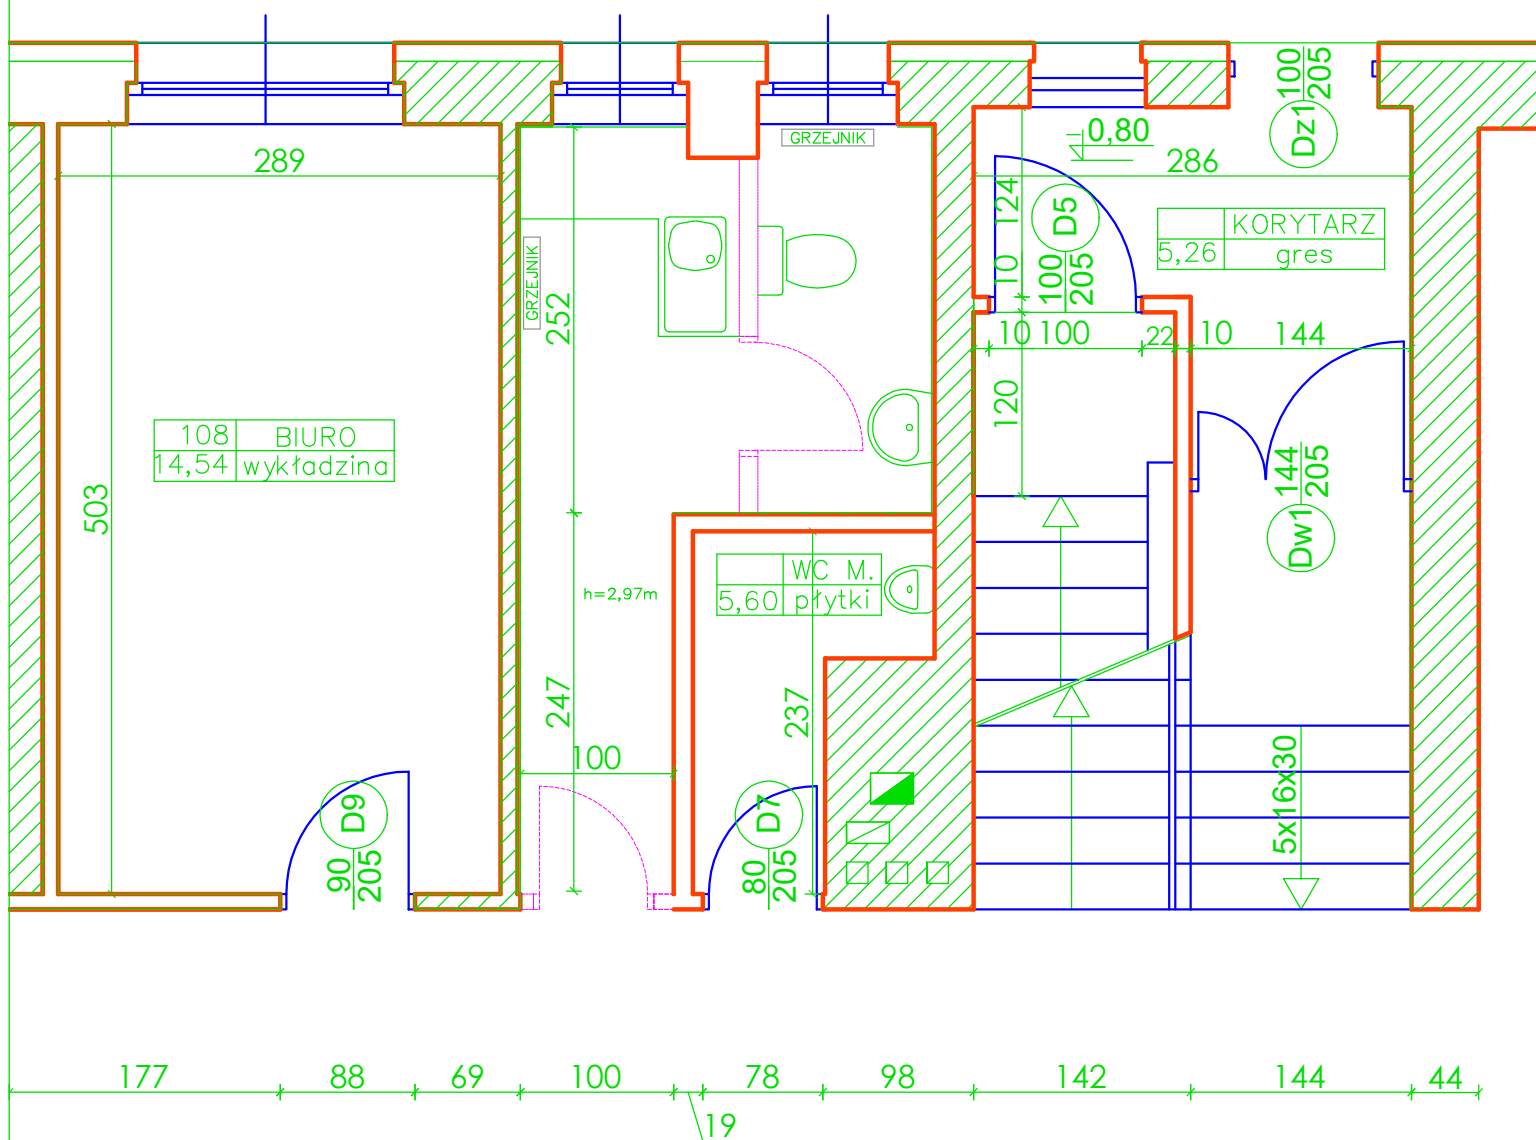 289
GRZEJNIK
GRZEJNIK
0,80
286
Dz1 100
205
124
D5
10
100
205
KORYTARZ
5,26 gres
252
10 100 22 10 144
120
108 BIURO
14,54 wykładzina
503
144
205
Dw1
h=2,97m
WC M.
5,60 płytki
247
237
100
D9
90
205
D7
80
205
5x16x30
177 88 69 100 78 98 142 144 44
19